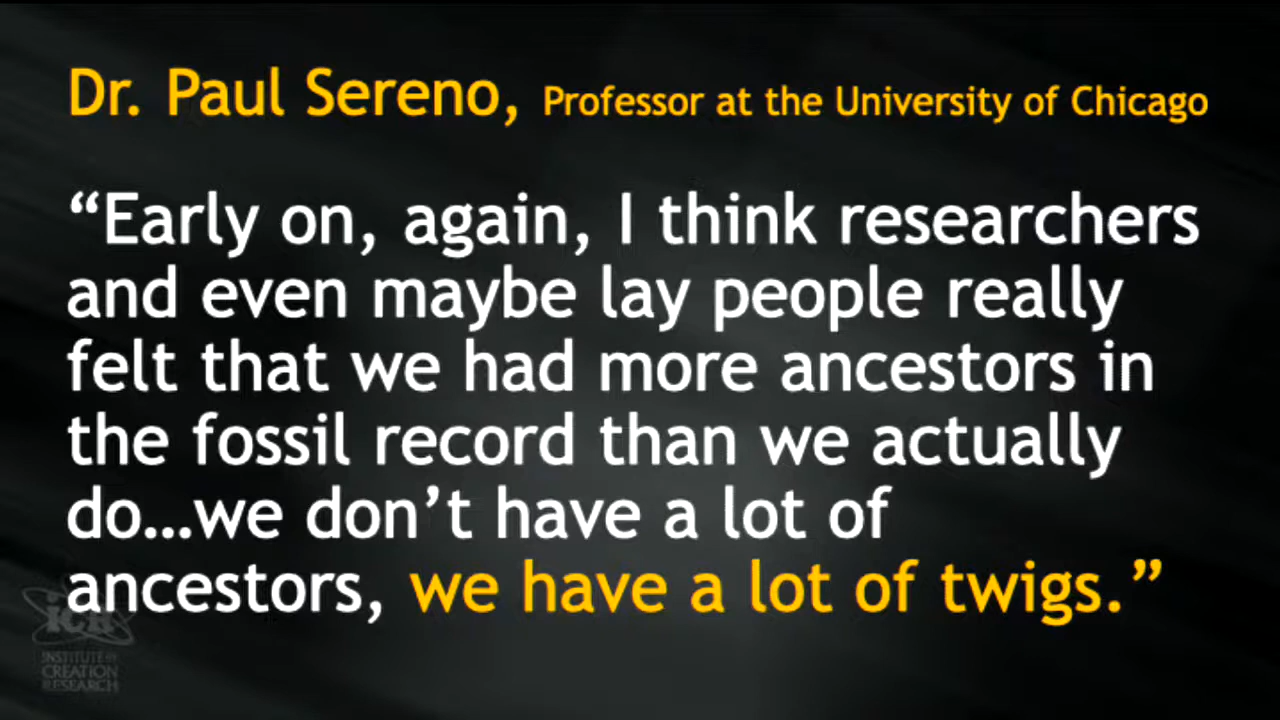 Dr. Paul Sereno, Professor at the University of Chicago
“Early on, again, I think researchers
and even maybe lay people really
felt that we had more ancestors in
the fossil record than we actually
do…we don’t have a lot of
ancestors, we have a lot of twigs.”
icr
INSTITUTE for
CREATION
RESEARCH